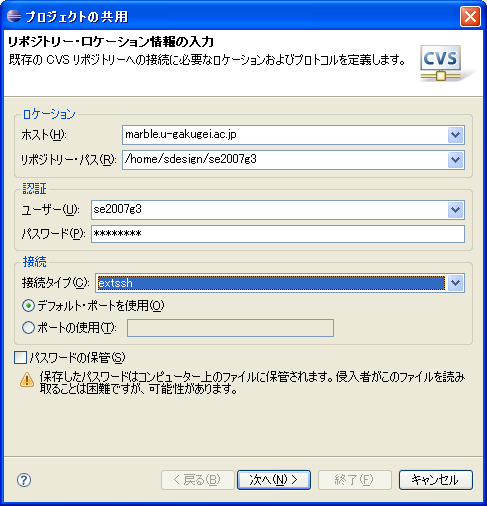 プロジェクトの共用
リポジトリー・ロケーション情報の入力
既存の CVS リポジトリーへの接続に必要なロケーションおよびプロトコルを定義します。
CVS
ロケーション
ホスト(H):
marble.u-gakugei.ac.jp
リポジトリー・パス(R):
/home/sdesign/se2007g3
認証
ユーザー(U):
se2007g3
パスワード(P):
********
接続
接続タイプ(C):
extssh
デフォルト・ポートを使用(O)
ポートの使用(T):
パスワードの保管(S)
保存したパスワードはコンピューター上のファイルに保管されます。侵入者がこのファイルを読み
取ることは困難ですが、可能性があります。
?
< 戻る(B)
次へ(N) >
終了(F)
キャンセル